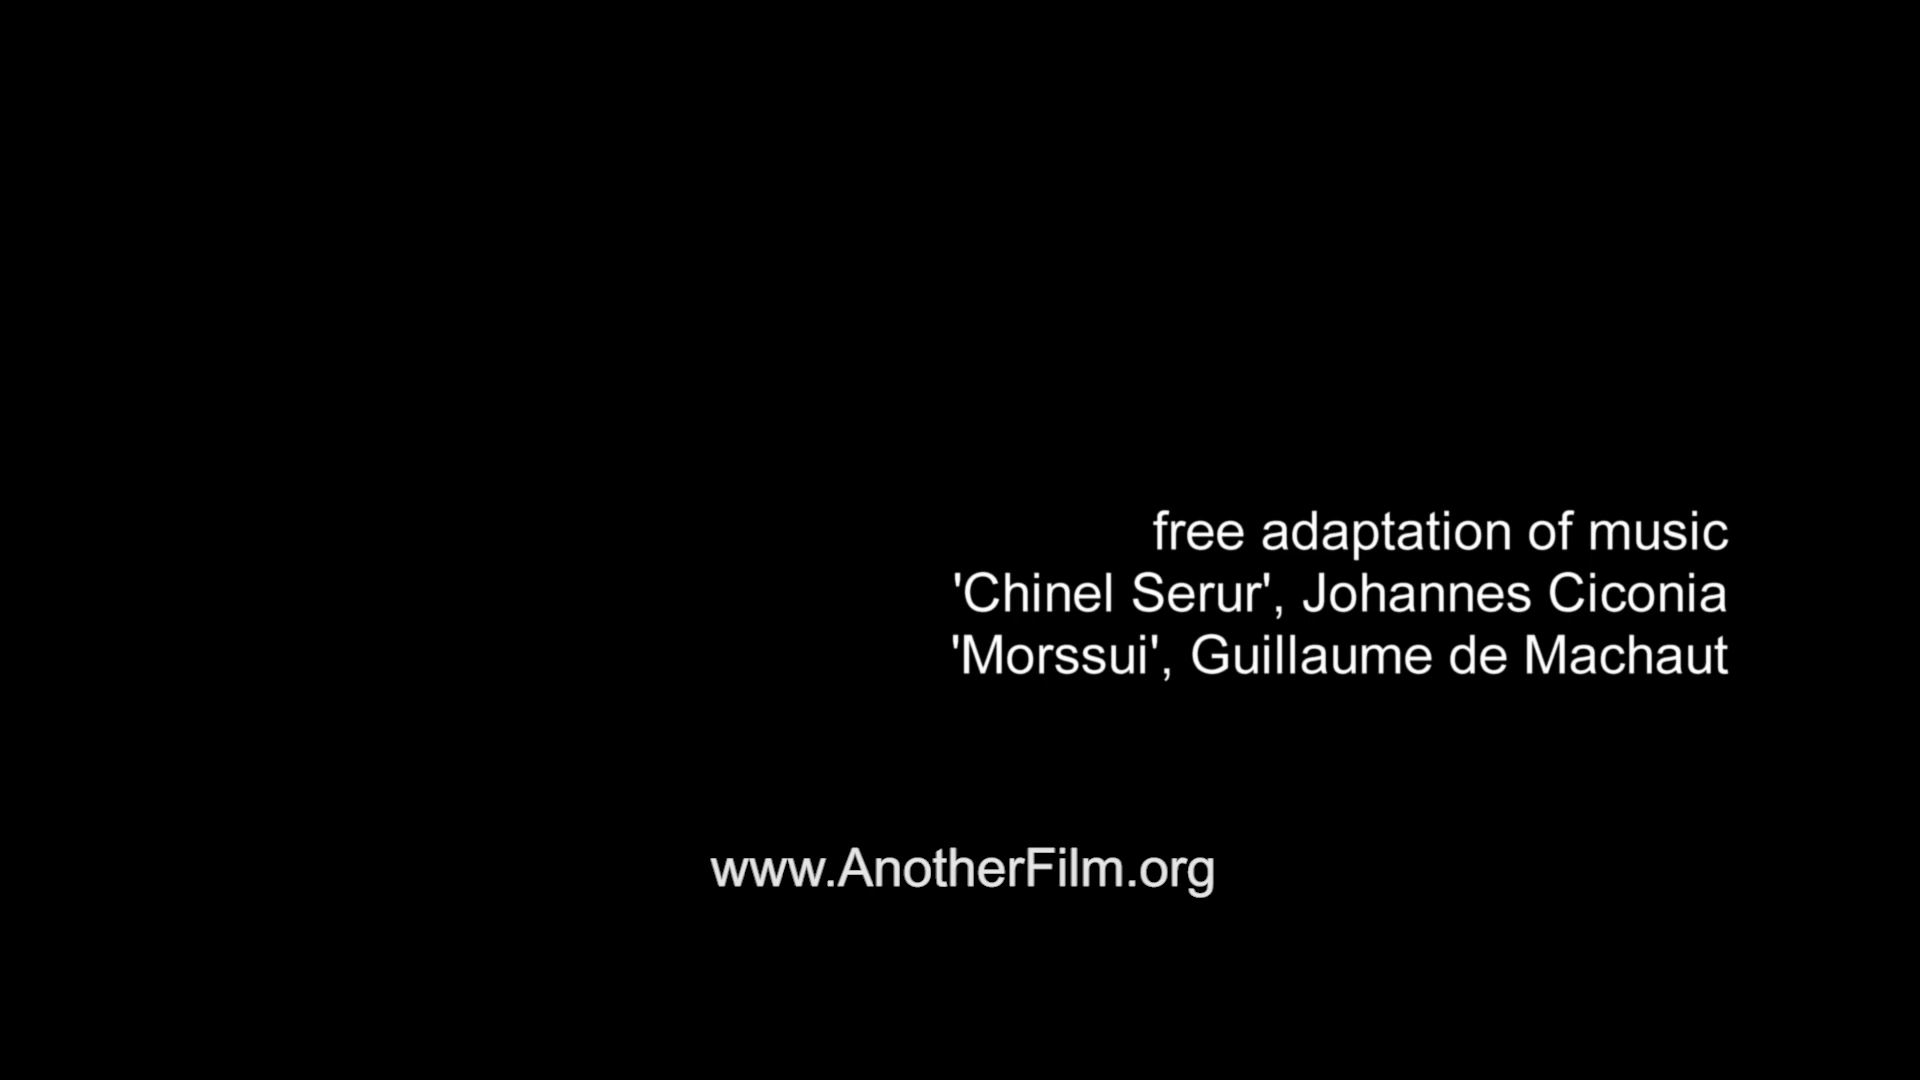 free adaptation of music
'Chinel Serur', Johannes Ciconia
'Morssui', Guillaume de Machaut
www.AnotherFilm.org